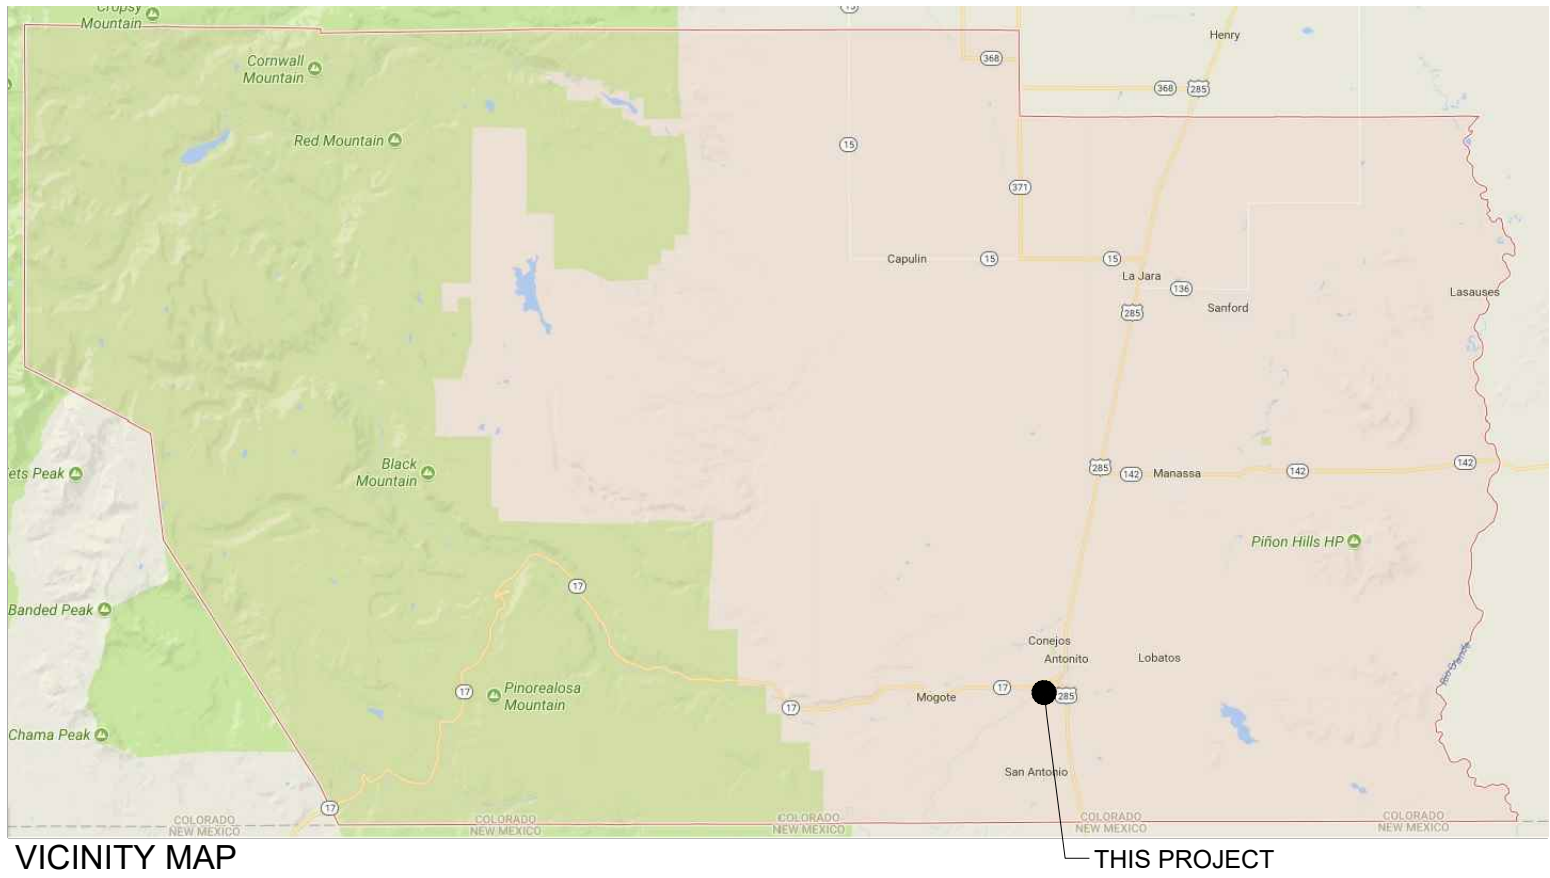 Cropsy
Mountain
15
Henry
368
Cornwall
Mountain
368
285
Red Mountain
15
371
Capulin
15
15
La Jara
136
Lasauses
Sanford
285
Black
Mountain
ets Peak
285
142
Manassa
142
142
Piñon Hills HP
17
Banded Peak
Conejos
Antonito
Lobatos
Rio Grande
Pinorealosa
Mountain
17
17
Mogote
17
285
Chama Peak
San Antonio
17
COLORADO
NEW MEXICO
COLORADO
NEW MEXICO
COLORADO
NEW MEXICO
COLORADO
NEW MEXICO
COLORADO
NEW MEXICO
VICINITY MAP
THIS PROJECT